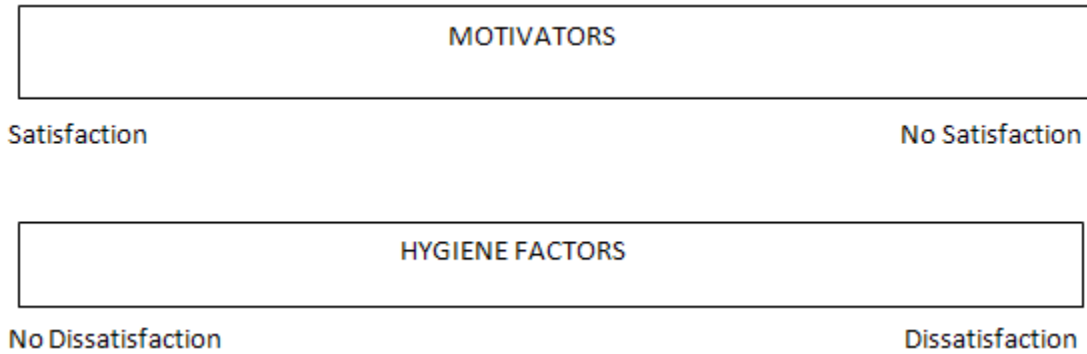 MOTIVATORS
Satisfaction No Satisfaction
HYGIENE FACTORS
No Dissatisfaction Dissatisfaction